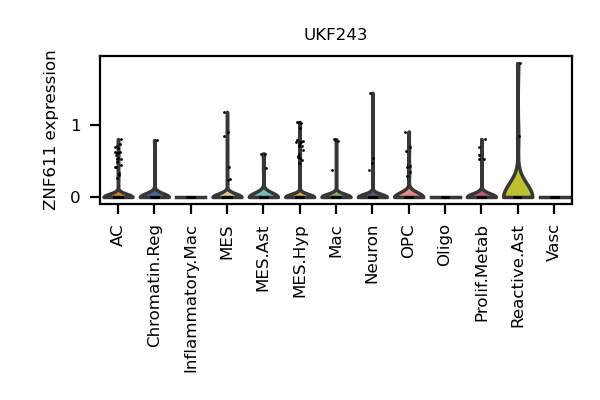 UKF243
ZNF611 expression
1
0
AC
Chromatin.Reg
Inflammatory.Mac
MES
MES.Ast
MES.Hyp
Mac
Neuron
OPC
Oligo
Prolif.Metab
Reactive.Ast
Vasc